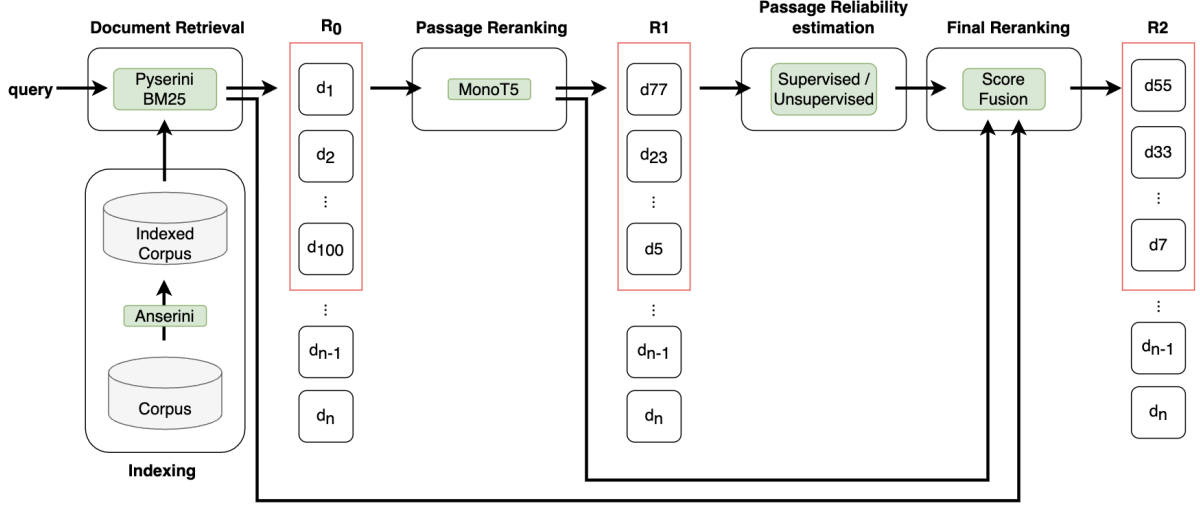 Document Retrieval
R0
Passage Reranking
R1
Passage Reliability
estimation
Final Reranking
R2
query
Pyserini
BM25
d1
d2
...
d100
...
dn-1
dn
MonoT5
d77
d23
...
d5
...
dn-1
dn
Supervised /
Unsupervised
Score
Fusion
d55
d33
...
d7
...
dn-1
dn
Indexed
Corpus
Anserini
Corpus
Indexing